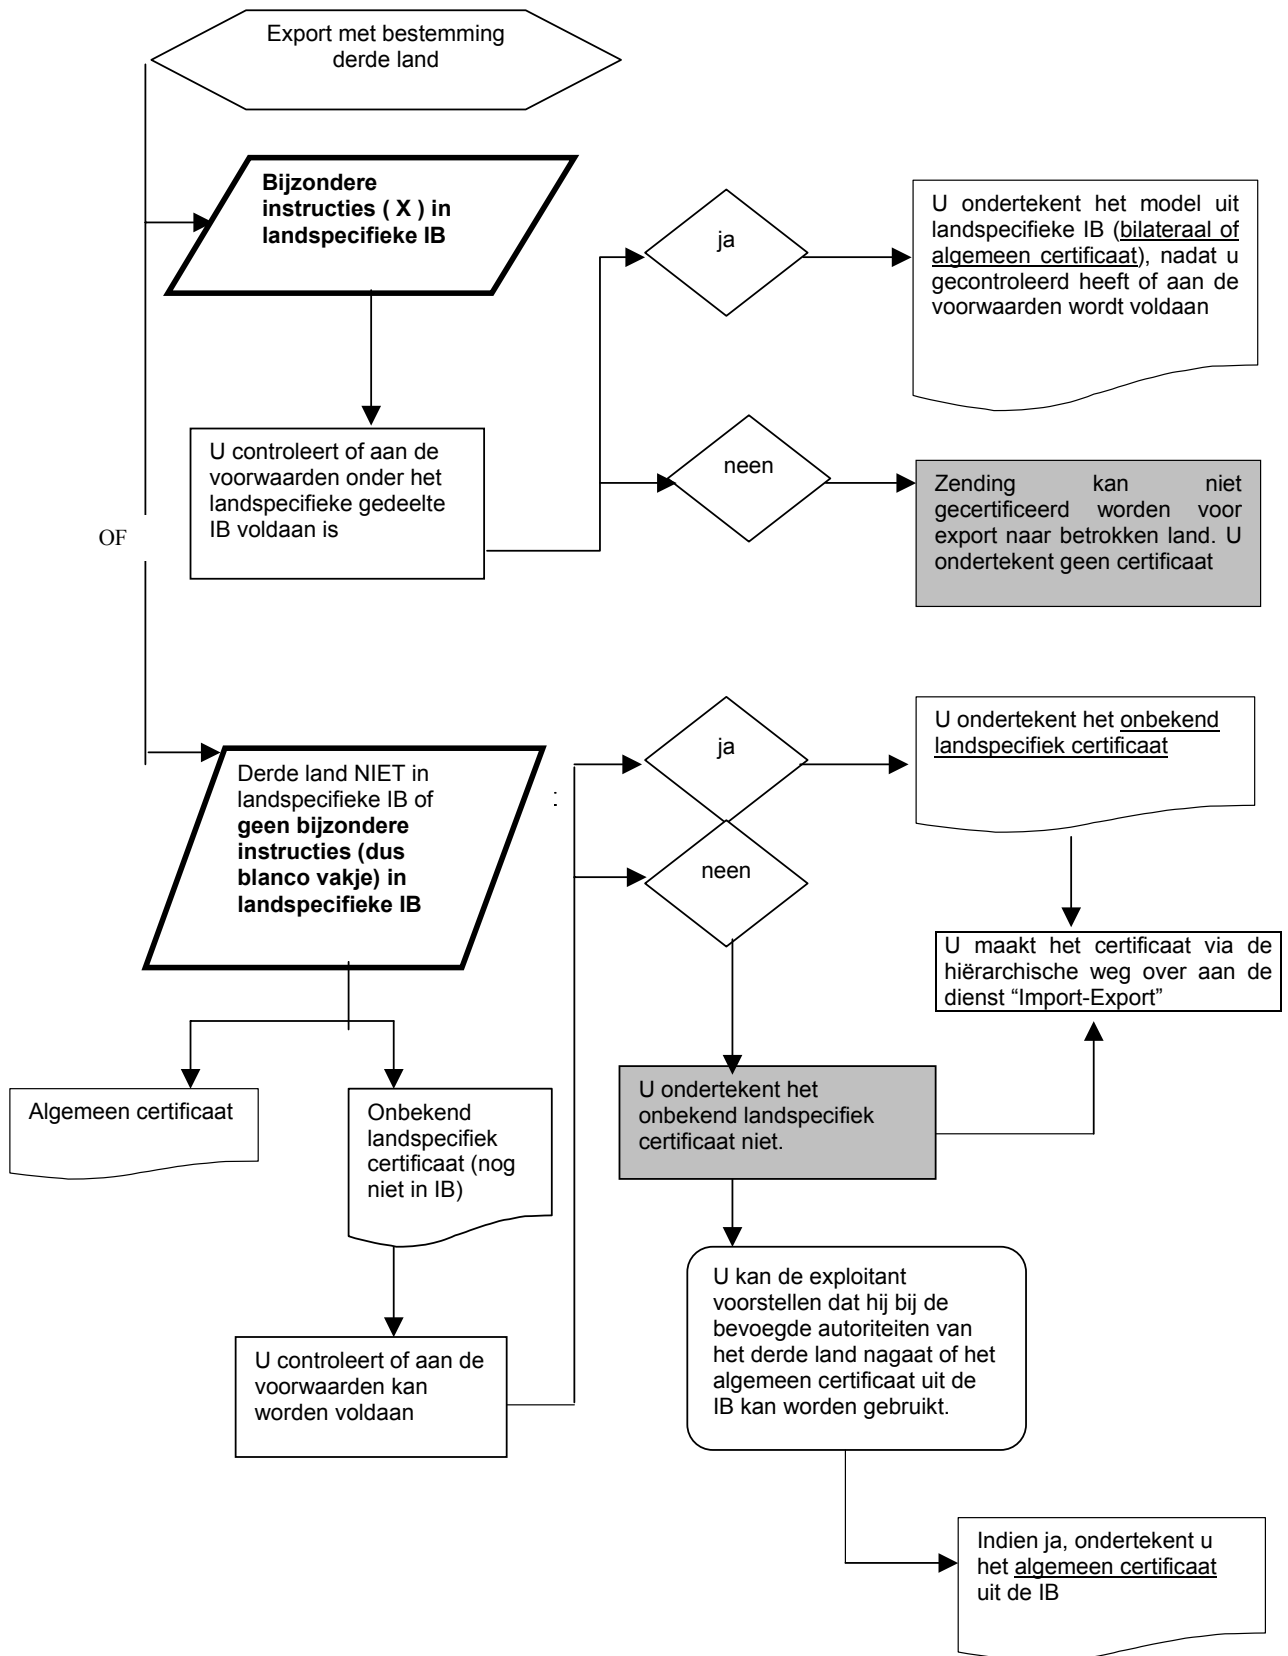 Export met bestemming
derde land
Bijzondere
instructies ( X ) in
landspecifieke IB
ja
U ondertekent het model uit
landspecifieke IB (bilateraal of
algemeen certificaat), nadat u
gecontroleerd heeft of aan de
voorwaarden wordt voldaan
U controleert of aan de
voorwaarden onder het
landspecifieke gedeelte
IB voldaan is
neen
Zending kan niet
gecertificeerd worden voor
export naar betrokken land. U
ondertekent geen certificaat
OF
Derde land NIET in
landspecifieke IB of
geen bijzondere
instructies (dus
blanco vakje) in
landspecifieke IB
:
ja
U ondertekent het onbekend
landspecifiek certificaat
neen
U maakt het certificaat via de
hiërarchische weg over aan de
dienst “Import-Export”
Algemeen certificaat
Onbekend
landspecifiek
certificaat (nog
niet in IB)
U ondertekent het
onbekend landspecifiek
certificaat niet.
U controleert of aan de
voorwaarden kan
worden voldaan
U kan de exploitant
voorstellen dat hij bij de
bevoegde autoriteiten van
het derde land nagaat of het
algemeen certificaat uit de
IB kan worden gebruikt.
Indien ja, ondertekent u
het algemeen certificaat
uit de IB